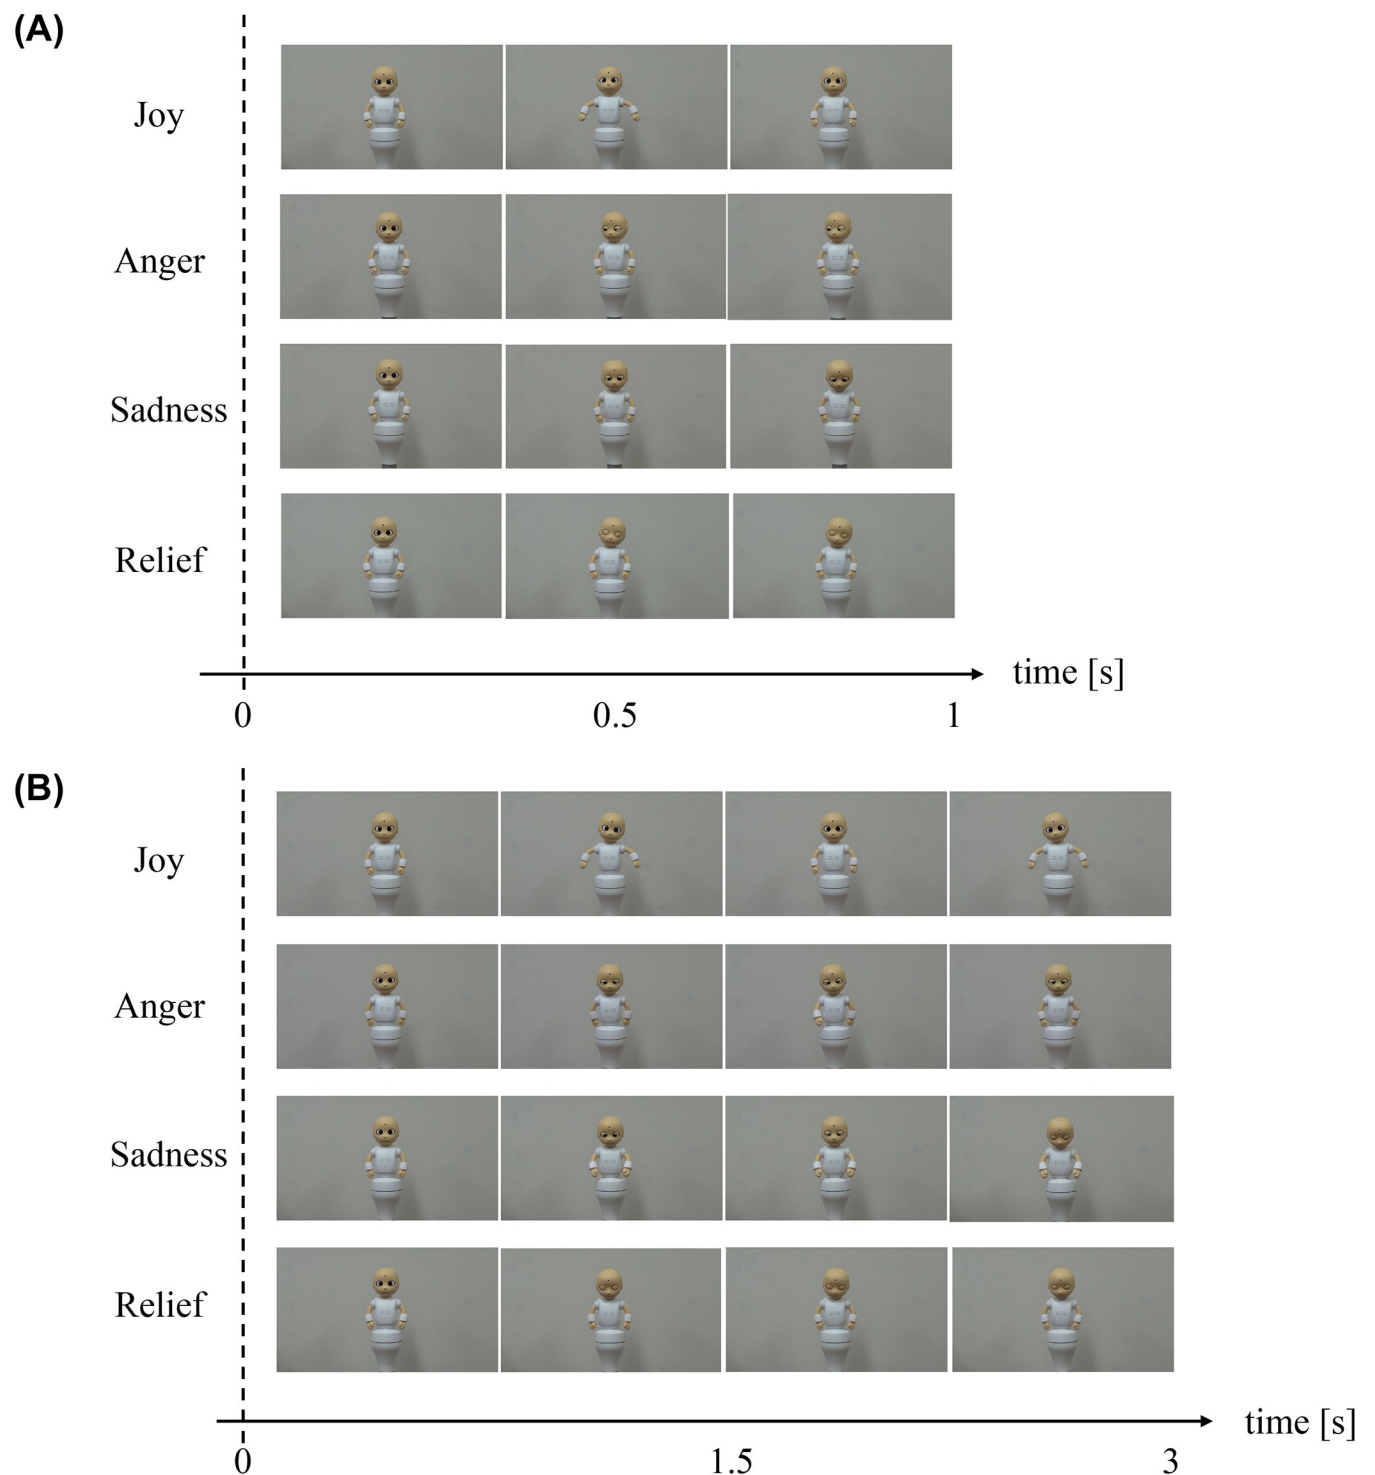 (A)
Joy
Anger
Sadness
Relief
time [s]
0 0.5 1
(B)
Joy
Anger
Sadness
Relief
time [s]
0 1.5 3